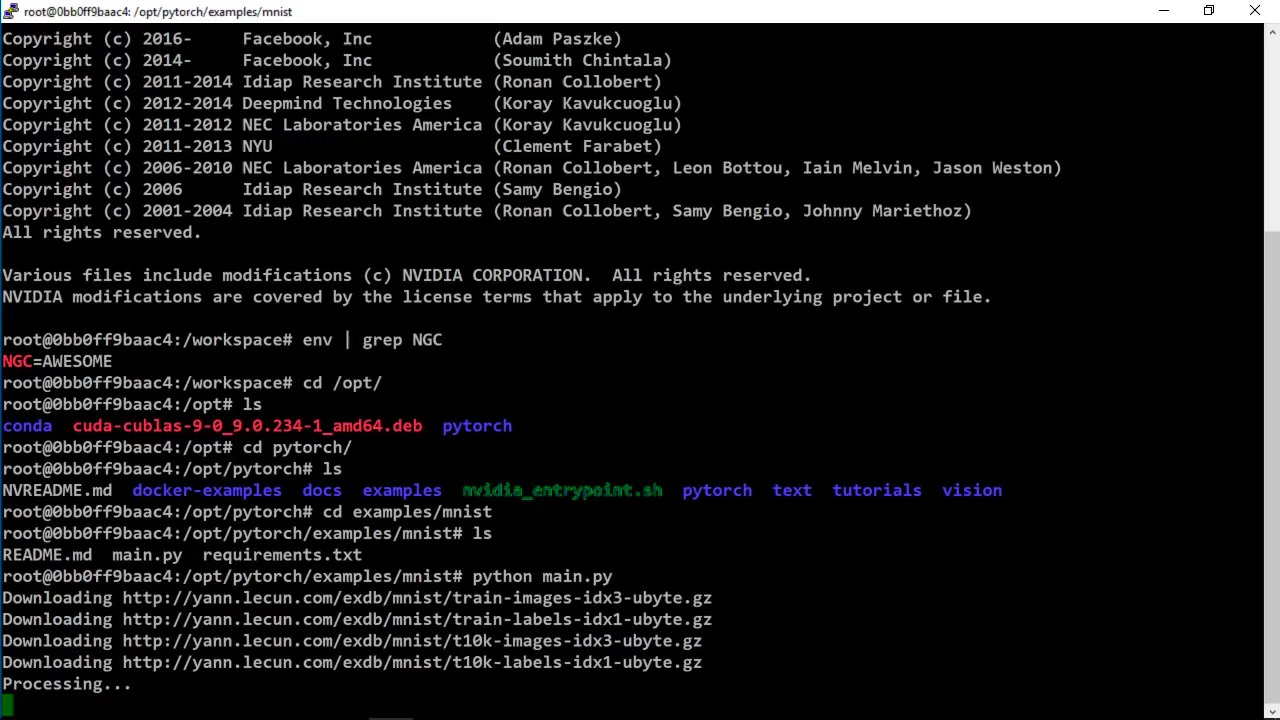 root@0bb0ff9baac4: /opt/pytorch/examples/mnist
Copyright (c) 2016-     Facebook, Inc            (Adam Paszke)
Copyright (c) 2014-     Facebook, Inc            (Soumith Chintala)
Copyright (c) 2011-2014 Idiap Research Institute (Ronan Collobert)
Copyright (c) 2012-2014 Deepmind Technologies    (Koray Kavukcuoglu)
Copyright (c) 2011-2012 NEC Laboratories America (Koray Kavukcuoglu)
Copyright (c) 2011-2013 NYU                      (Clement Farabet)
Copyright (c) 2006-2010 NEC Laboratories America (Ronan Collobert, Leon Bottou, Iain Melvin, Jason Weston)
Copyright (c) 2006      Idiap Research Institute (Samy Bengio)
Copyright (c) 2001-2004 Idiap Research Institute (Ronan Collobert, Samy Bengio, Johnny Mariethoz)
All rights reserved.
Various files include modifications (c) NVIDIA CORPORATION.  All rights reserved.
NVIDIA modifications are covered by the license terms that apply to the underlying project or file.
root@0bb0ff9baac4:/workspace# env | grep NGC
NGC=AWESOME
root@0bb0ff9baac4:/workspace# cd /opt/
root@0bb0ff9baac4:/opt# ls
conda  cuda-cublas-9-0_9.0.234-1_amd64.deb  pytorch
root@0bb0ff9baac4:/opt# cd pytorch/
root@0bb0ff9baac4:/opt/pytorch# ls
NVREADME.md  docker-examples  docs  examples  nvidia_entrypoint.sh  pytorch  text  tutorials  vision
root@0bb0ff9baac4:/opt/pytorch# cd examples/mnist
root@0bb0ff9baac4:/opt/pytorch/examples/mnist# ls
README.md  main.py  requirements.txt
root@0bb0ff9baac4:/opt/pytorch/examples/mnist# python main.py
Downloading http://yann.lecun.com/exdb/mnist/train-images-idx3-ubyte.gz
Downloading http://yann.lecun.com/exdb/mnist/train-labels-idx1-ubyte.gz
Downloading http://yann.lecun.com/exdb/mnist/t10k-images-idx3-ubyte.gz
Downloading http://yann.lecun.com/exdb/mnist/t10k-labels-idx1-ubyte.gz
Processing...